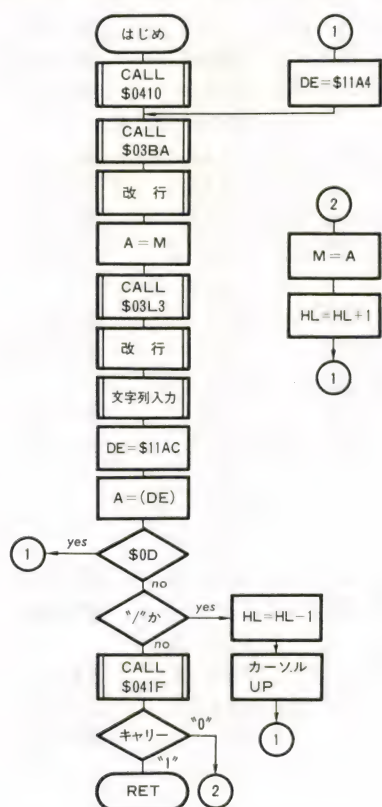 はじめ
CALL
$0410
CALL
$03BA
改 行
A=M
CALL
$03L3
改 行
文字列入力
DE=$11AC
A=(DE)
$0D
yes
1
no
"/"か
yes
HL=HL-1
カーソル
UP
1
no
CALL
$041F
キャリー
"0"
2
"1"
RET
1
DE=$11A4
2
M=A
HL=HL+1
1